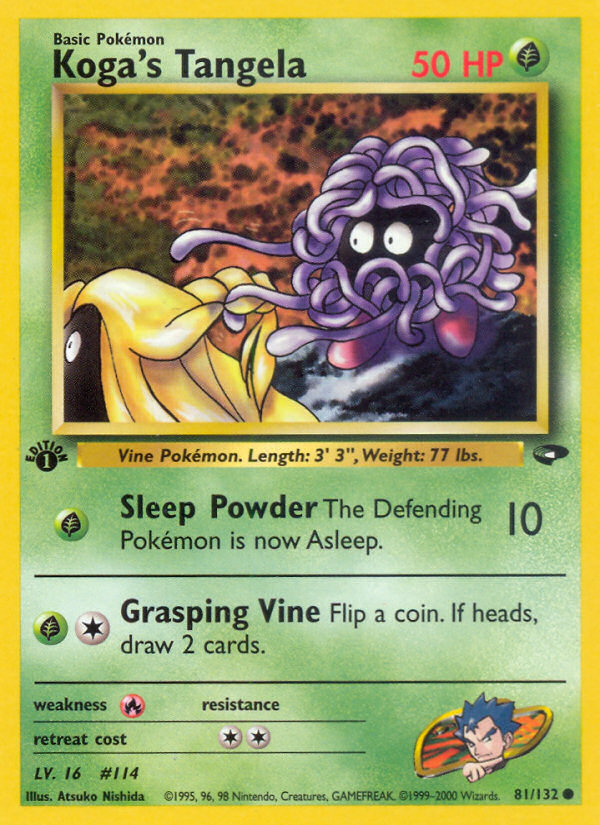 Basic Pokémon
Koga's Tangela 50 HP
EDITION
1
Vine Pokémon. Length: 3' 3", Weight: 77 lbs.
Sleep Powder The Defending 10
Pokémon is now Asleep.
Grasping Vine Flip a coin. If heads,
draw 2 cards.
weakness resistance
retreat cost
LV. 16 #114
Illus. Atsuko Nishida ©1995, 96, 98 Nintendo, Creatures, GAMEFREAK. ©1999-2000 Wizards. 81/132